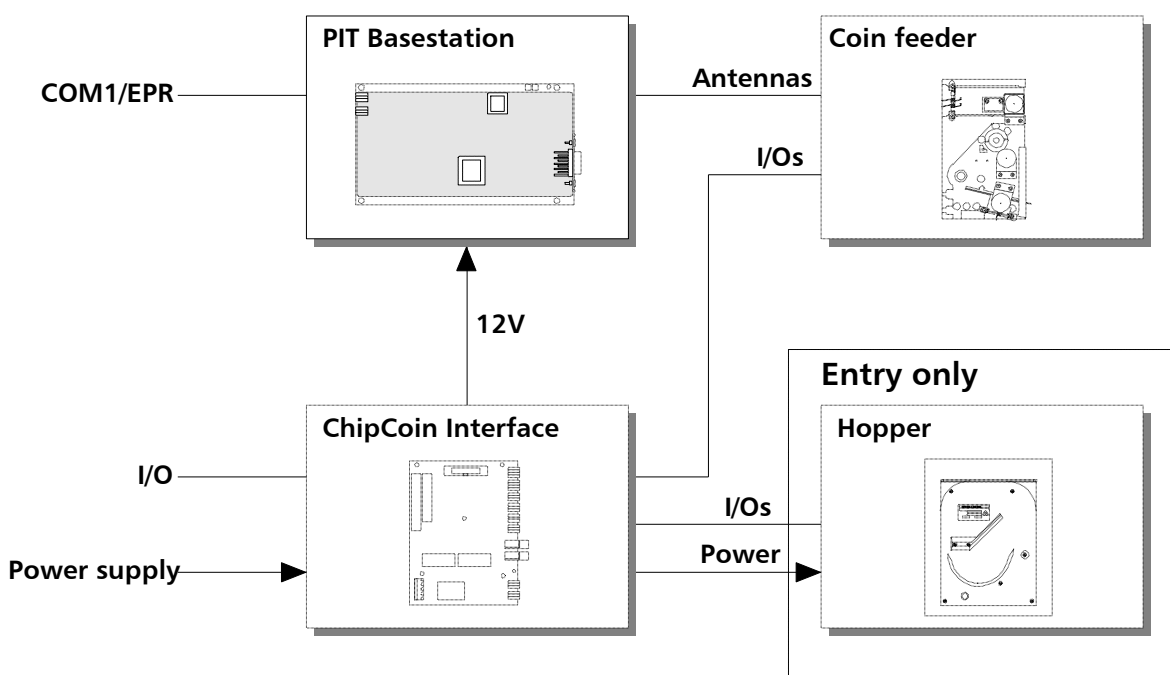 PIT Basestation
Coin feeder
COM1/EPR
Antennas
I/Os
12V
Entry only
ChipCoin Interface
Hopper
I/O
I/Os
Power supply
Power